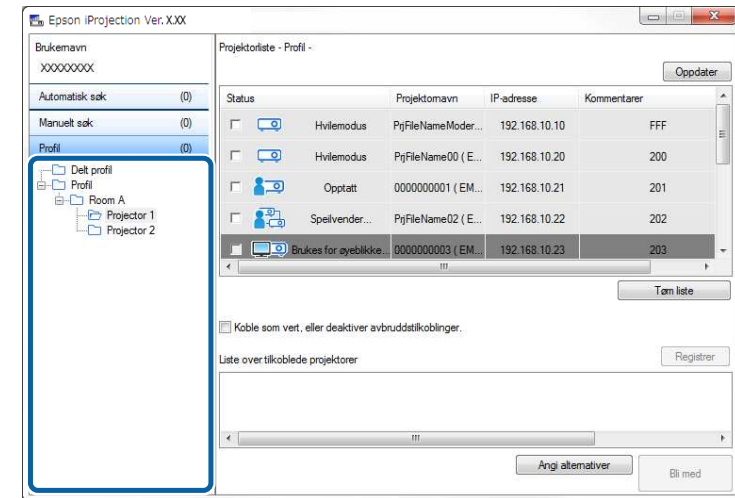 Epson iProjection Ver. X.XX
Brukernavn
XXXXXXXX
Automatisk søk (0)
Manuelt søk (0)
Profil (0)
Delt profil
Profil
Room A
Projector 1
Projector 2
Projektorliste - Profil -
Oppdater
Status Projektornavn IP-adresse Kommentarer
Hvilemodus PrjFileNameModer... 192.168.10.10 FFF
Hvilemodus PrjFileName00 ( E... 192.168.10.20 200
Opptatt 0000000001 ( EM... 192.168.10.21 201
Speilvender... PrjFileName02 ( E... 192.168.10.22 202
Brukes for øyeblikke... 0000000003 ( EM... 192.168.10.23 203
Tøm liste
Koble som vert, eller deaktiver avbruddstilkoblinger.
Liste over tilkoblede projektorer
Registrer
Angi alternativer
Bli med